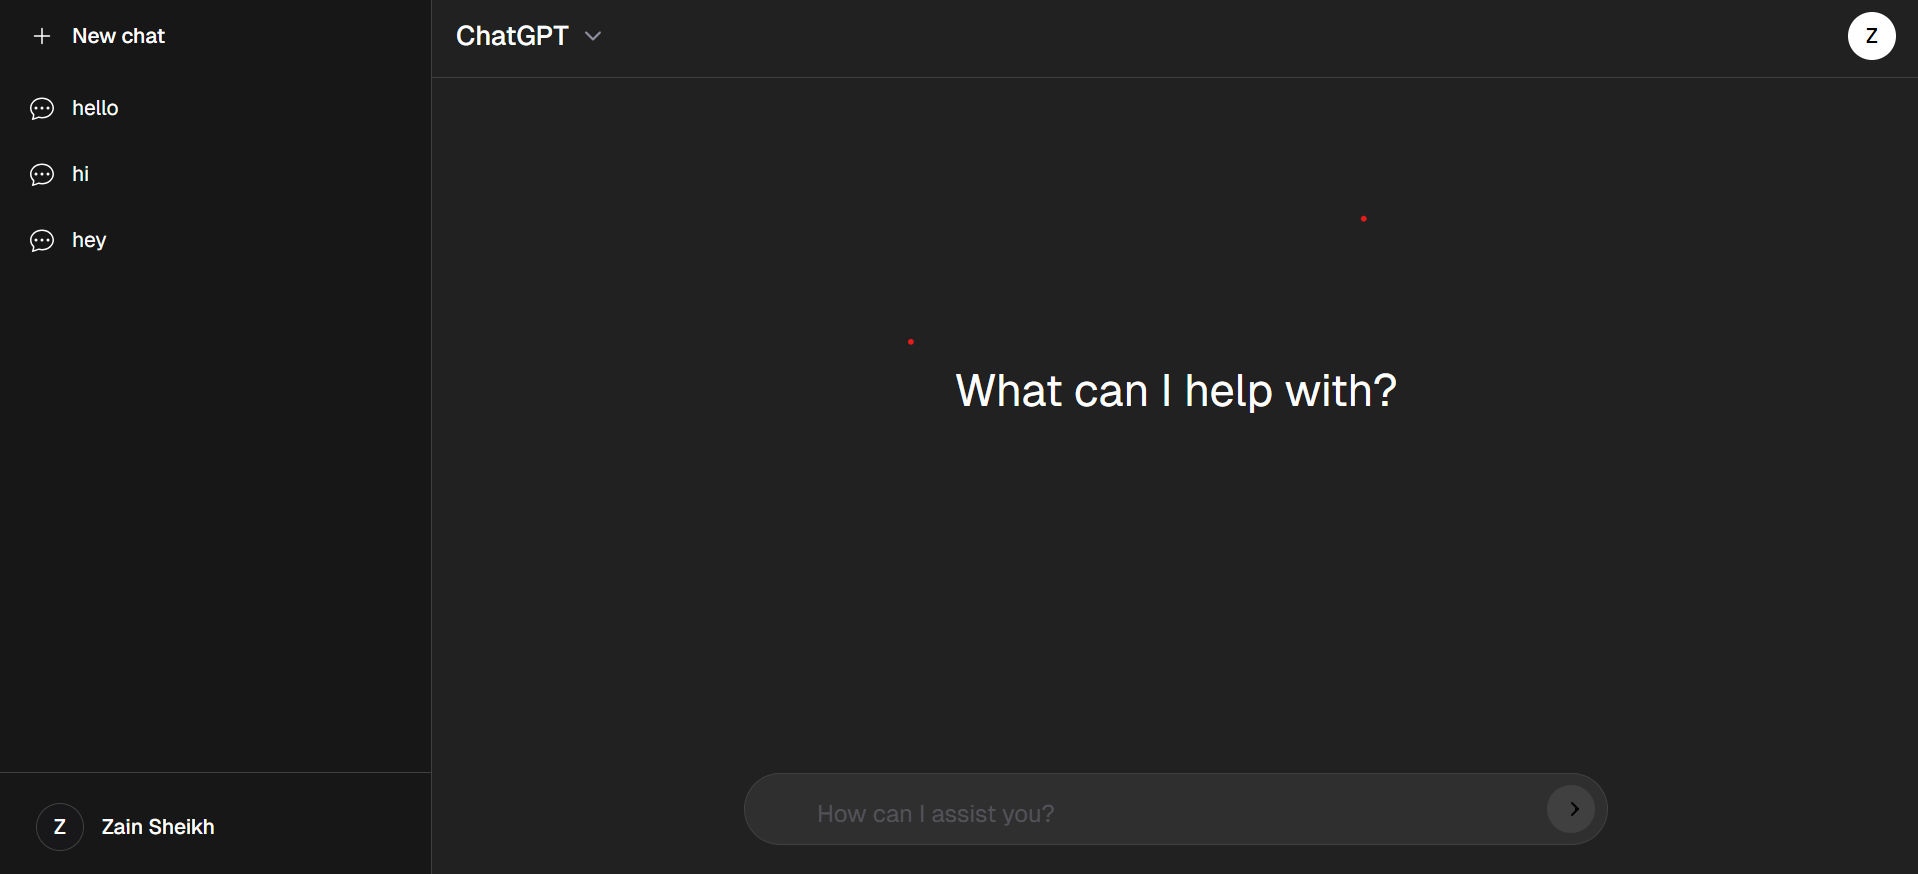 New chat
hello
hi
hey
Z Zain Sheikh
ChatGPT
Z
What can I help with?
How can I assist you?